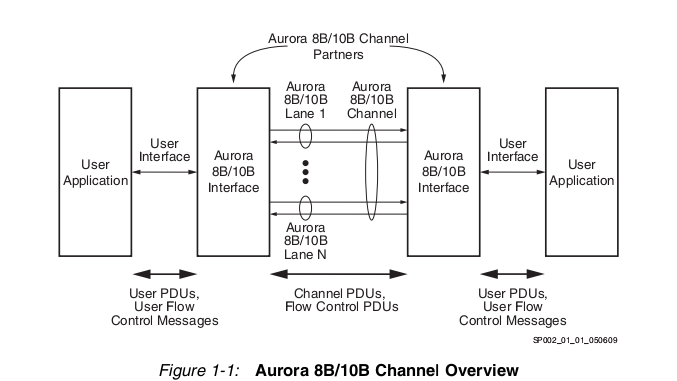 Aurora 8B/10B Channel
Partners
Aurora
8B/10B
Lane 1
Aurora
8B/10B
Channel
User
Application
User
Interface
Aurora
8B/10B
Interface
Aurora
8B/10B
Interface
User
Interface
User
Application
Aurora
8B/10B
Lane N
User PDUs,
User Flow
Control Messages
Channel PDUs,
Flow Control PDUs
User PDUs,
User Flow
Control Messages
SP002_01_01_050609
Figure 1-1: Aurora 8B/10B Channel Overview